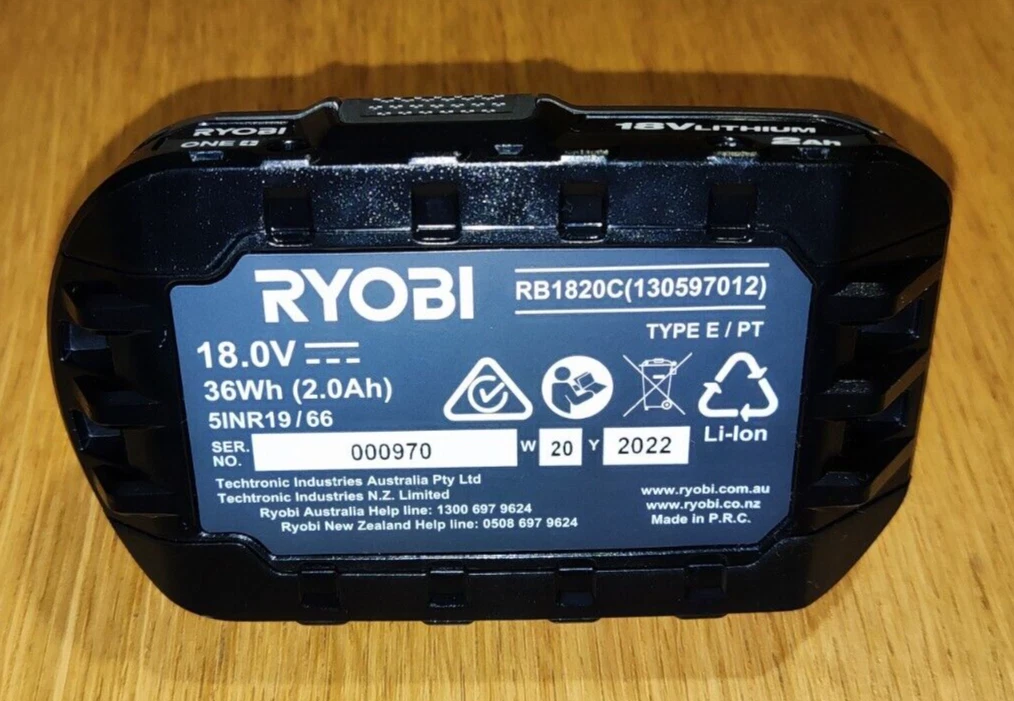 RYOBI
ONE+
18V LITHIUM
2Ah
RYOBI
RB1820C(130597012)
TYPE E / PT
18.0V
36Wh (2.0Ah)
5INR19/66
Li-Ion
SER. NO. 000970 W 20 Y 2022
Techtronic Industries Australia Pty Ltd
Techtronic Industries N.Z. Limited
Ryobi Australia Help line: 1300 697 9624
Ryobi New Zealand Help line: 0508 697 9624
www.ryobi.com.au
www.ryobi.co.nz
Made in P.R.C.